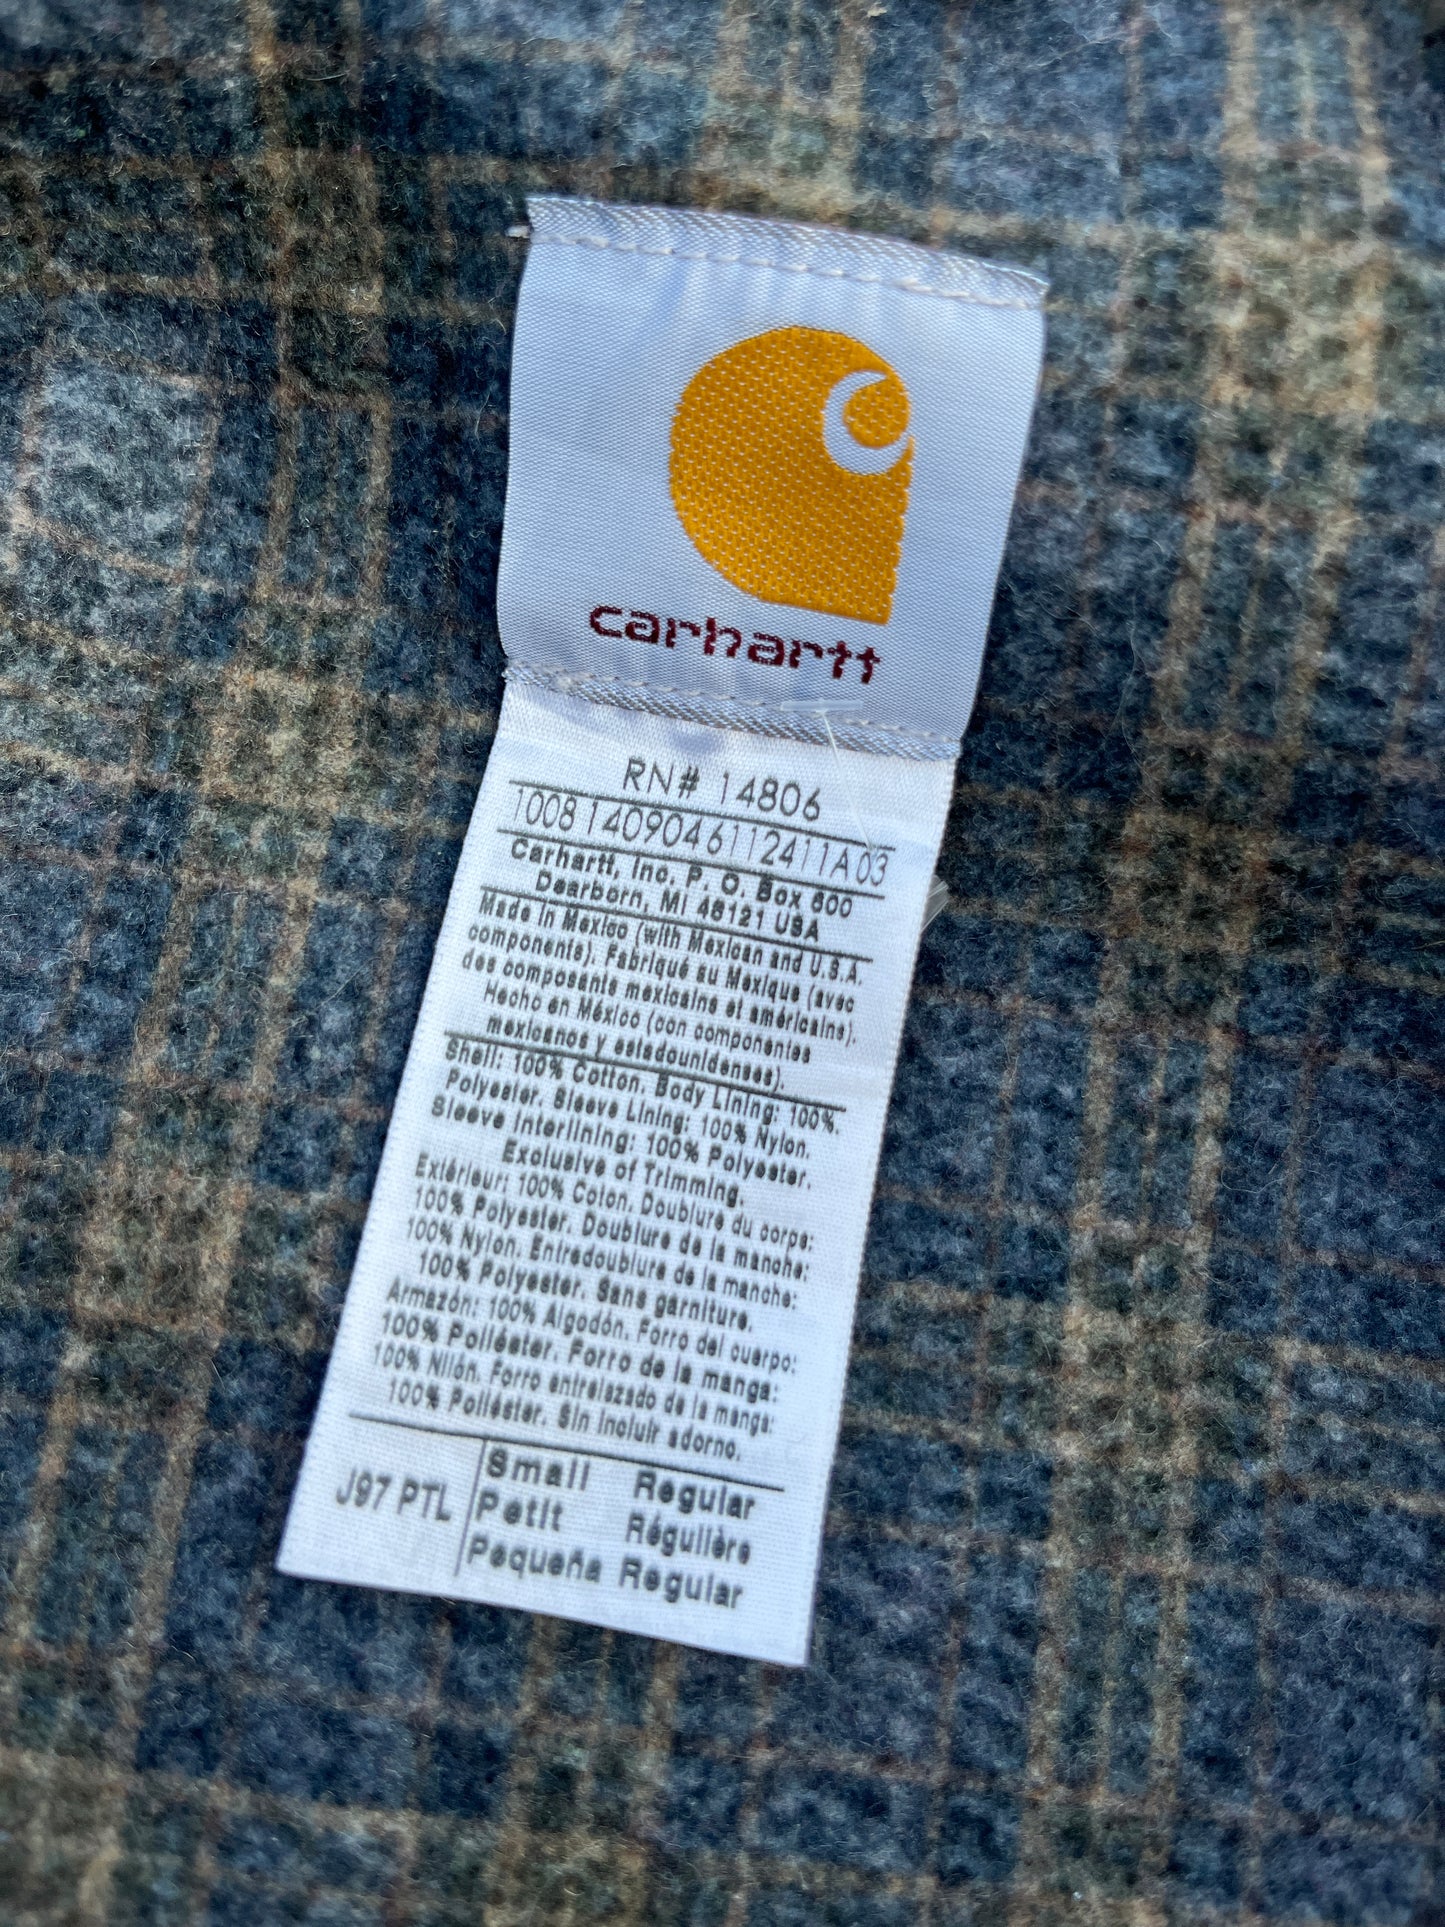 carhartt
RN# 14806
100814090461124 11A03
Carhartt, Inc. P. O. Box 600
Dearborn, MI 48121 USA
Made in Mexico (with Mexican and U.S.A.
components). Fabriqué au Mexique (avec
des composants mexicains et américains).
Hecho en México (con componentes
mexicanos y estadounidenses).
Shell: 100% Cotton. Body Lining: 100%.
Polyester. Sleeve Lining: 100% Nylon.
Sleeve Interlining: 100% Polyester.
Exclusive of Trimming.
Extérieur: 100% Coton. Doublure du corps:
100% Polyester. Doublure de la manche:
100% Nylon. Entredoublure de la manche:
100% Polyester. Sans garniture.
Armazón: 100% Algodón. Forro del cuerpo:
100% Poliéster. Forro de la manga:
100% Nilón. Forro entrelazado de la manga:
100% Poliéster. Sin incluir adorno.
J97 PTL
Small Regular
Petit Régulière
Pequeña Regular